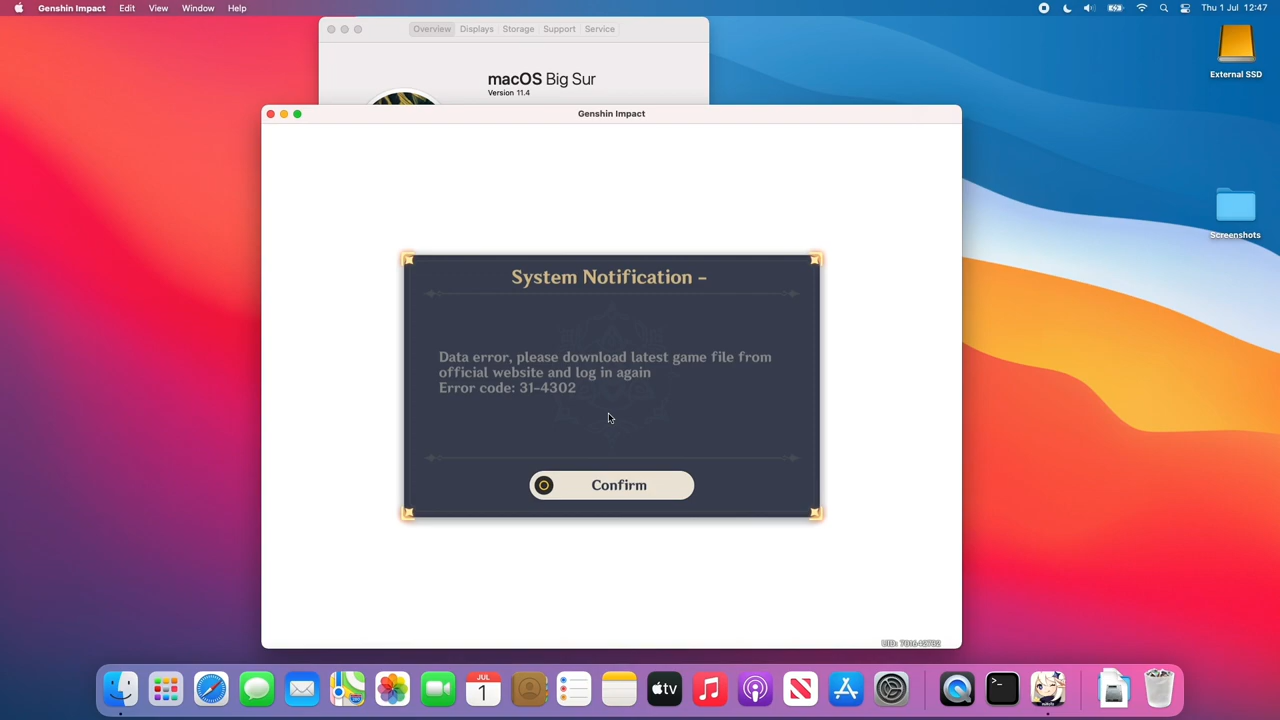 Genshin Impact Edit View Window Help Thu 1 Jul 12:47
Overview Displays Storage Support Service
macOS Big Sur
Version 11.4
External SSD
Genshin Impact
Screenshots
System Notification -
Data error, please download latest game file from
official website and log in again
Error code: 31-4302
Confirm
JUL
1
tv
>_